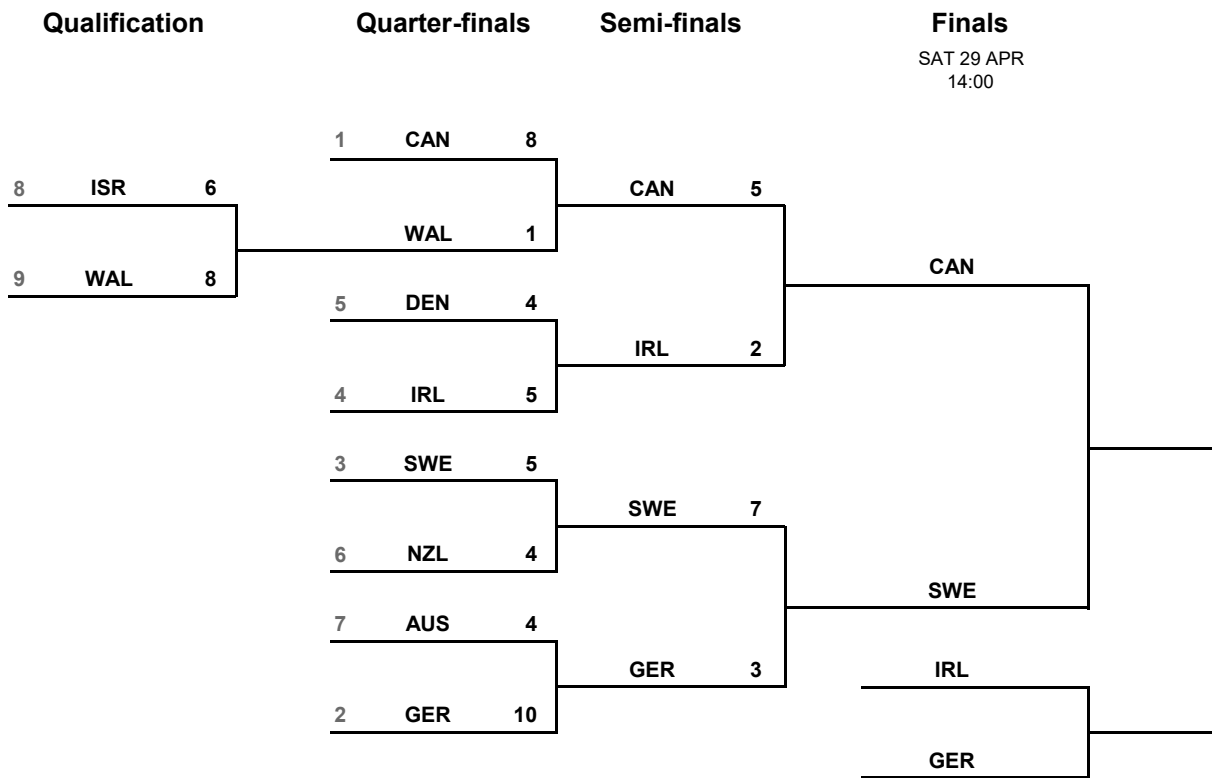 Qualification Quarter-finals Semi-finals Finals
SAT 29 APR
14:00
1 CAN 8
8 ISR 6
CAN 5
WAL 1
CAN
9 WAL 8
5 DEN 4
IRL 2
4 IRL 5
3 SWE 5
SWE 7
6 NZL 4
SWE
7 AUS 4
GER 3
IRL
2 GER 10
GER